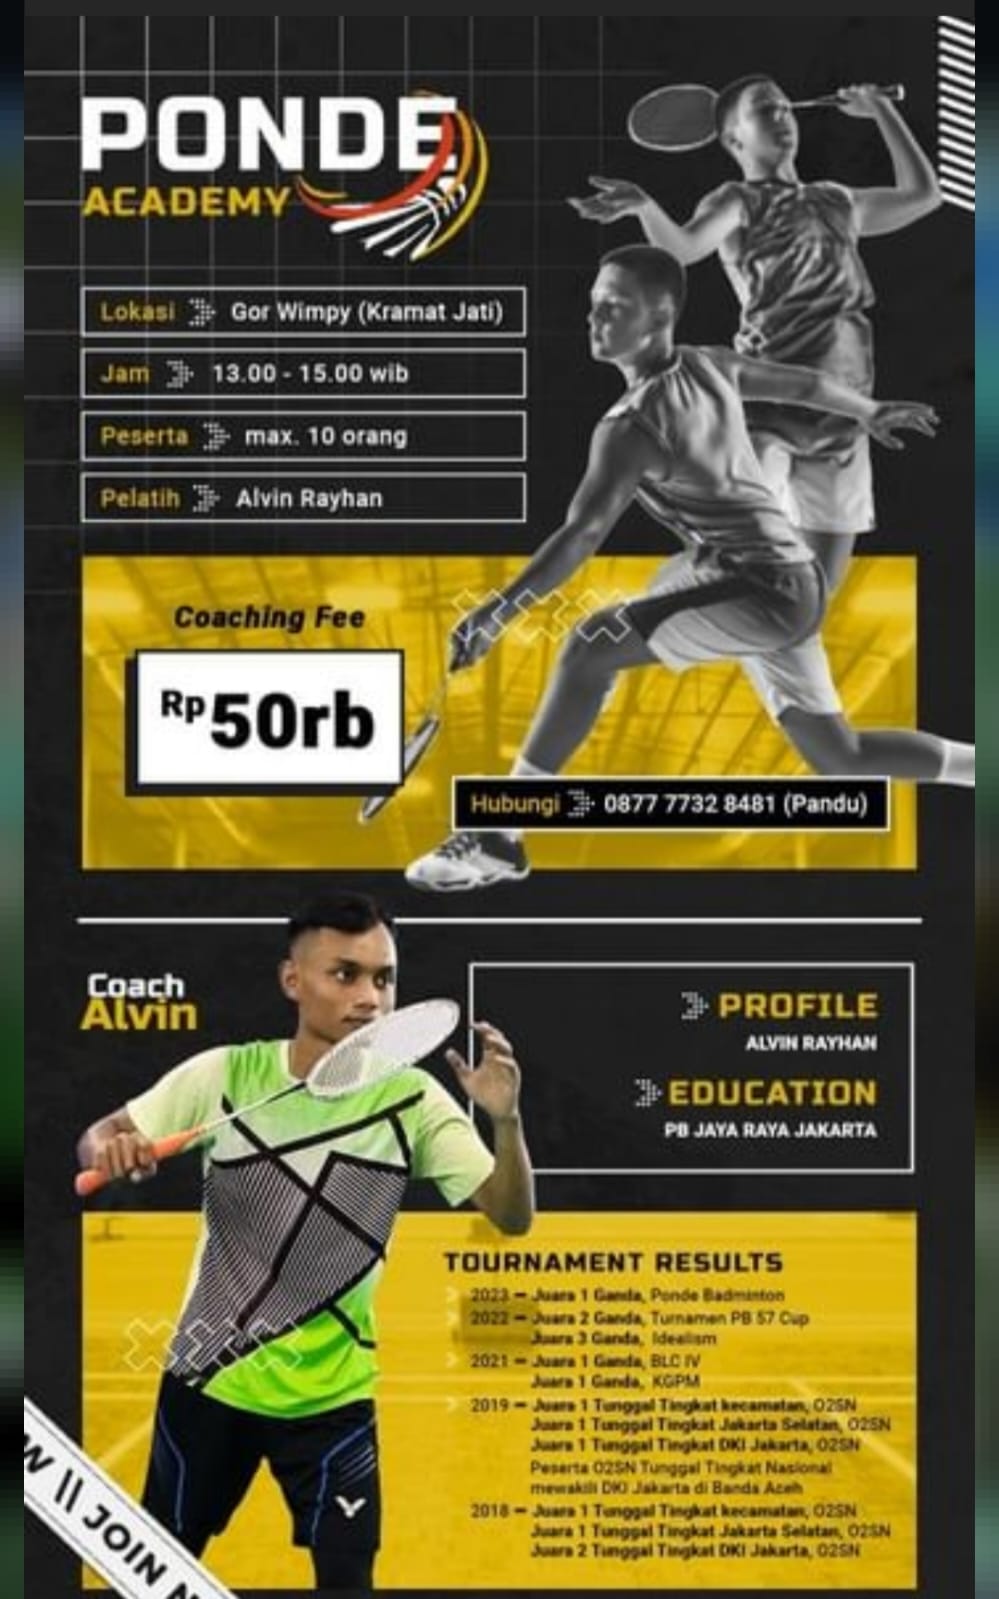 PONDE
ACADEMY
Lokasi Gor Wimpy (Kramat Jati)
Jam 13.00 - 15.00 wib
Peserta max. 10 orang
Pelatih Alvin Rayhan
Coaching Fee
Rp50rb
Hubungi 0877 7732 8481 (Pandu)
Coach
Alvin
PROFILE
ALVIN RAYHAN
EDUCATION
PB JAYA RAYA JAKARTA
TOURNAMENT RESULTS
2023 – Juara 1 Ganda, Ponde Badminton
2022 – Juara 2 Ganda, Turnamen PB 57 Cup
Juara 3 Ganda, Idealism
2021 – Juara 1 Ganda, BLC IV
Juara 1 Ganda, KGPM
2019 – Juara 1 Tunggal Tingkat kecamatan, O2SN
Juara 1 Tunggal Tingkat Jakarta Selatan, O2SN
Juara 1 Tunggal Tingkat DKI Jakarta, O2SN
Peserta O2SN Tunggal Tingkat Nasional
mewakili DKI Jakarta di Banda Aceh
2018 – Juara 1 Tunggal Tingkat kecamatan, O2SN
Juara 1 Tunggal Tingkat Jakarta Selatan, O2SN
Juara 2 Tunggal Tingkat DKI Jakarta, O2SN
W \\ JOIN N